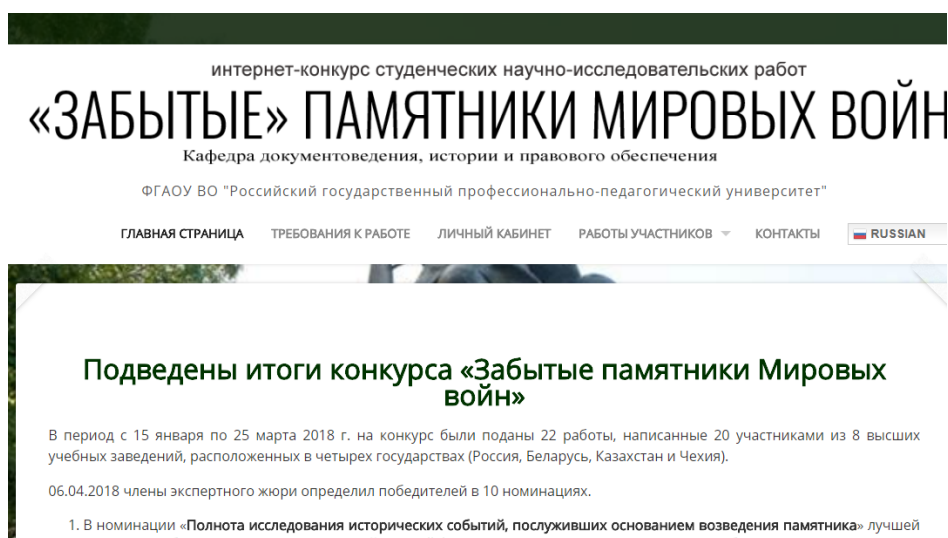 интернет-конкурс студенческих научно-исследовательских работ
«ЗАБЫТЫЕ» ПАМЯТНИКИ МИРОВЫХ ВОЙН
Кафедра документоведения, истории и правового обеспечения
ФГАОУ ВО "Российский государственный профессионально-педагогический университет"
ГЛАВНАЯ СТРАНИЦА ТРЕБОВАНИЯ К РАБОТЕ ЛИЧНЫЙ КАБИНЕТ РАБОТЫ УЧАСТНИКОВ КОНТАКТЫ RUSSIAN
Подведены итоги конкурса «Забытые памятники Мировых
войн»
В период с 15 января по 25 марта 2018 г. на конкурс были поданы 22 работы, написанные 20 участниками из 8 высших
учебных заведений, расположенных в четырех государствах (Россия, Беларусь, Казахстан и Чехия).
06.04.2018 члены экспертного жюри определил победителей в 10 номинациях.
1. В номинации «Полнота исследования исторических событий, послуживших основанием возведения памятника» лучшей